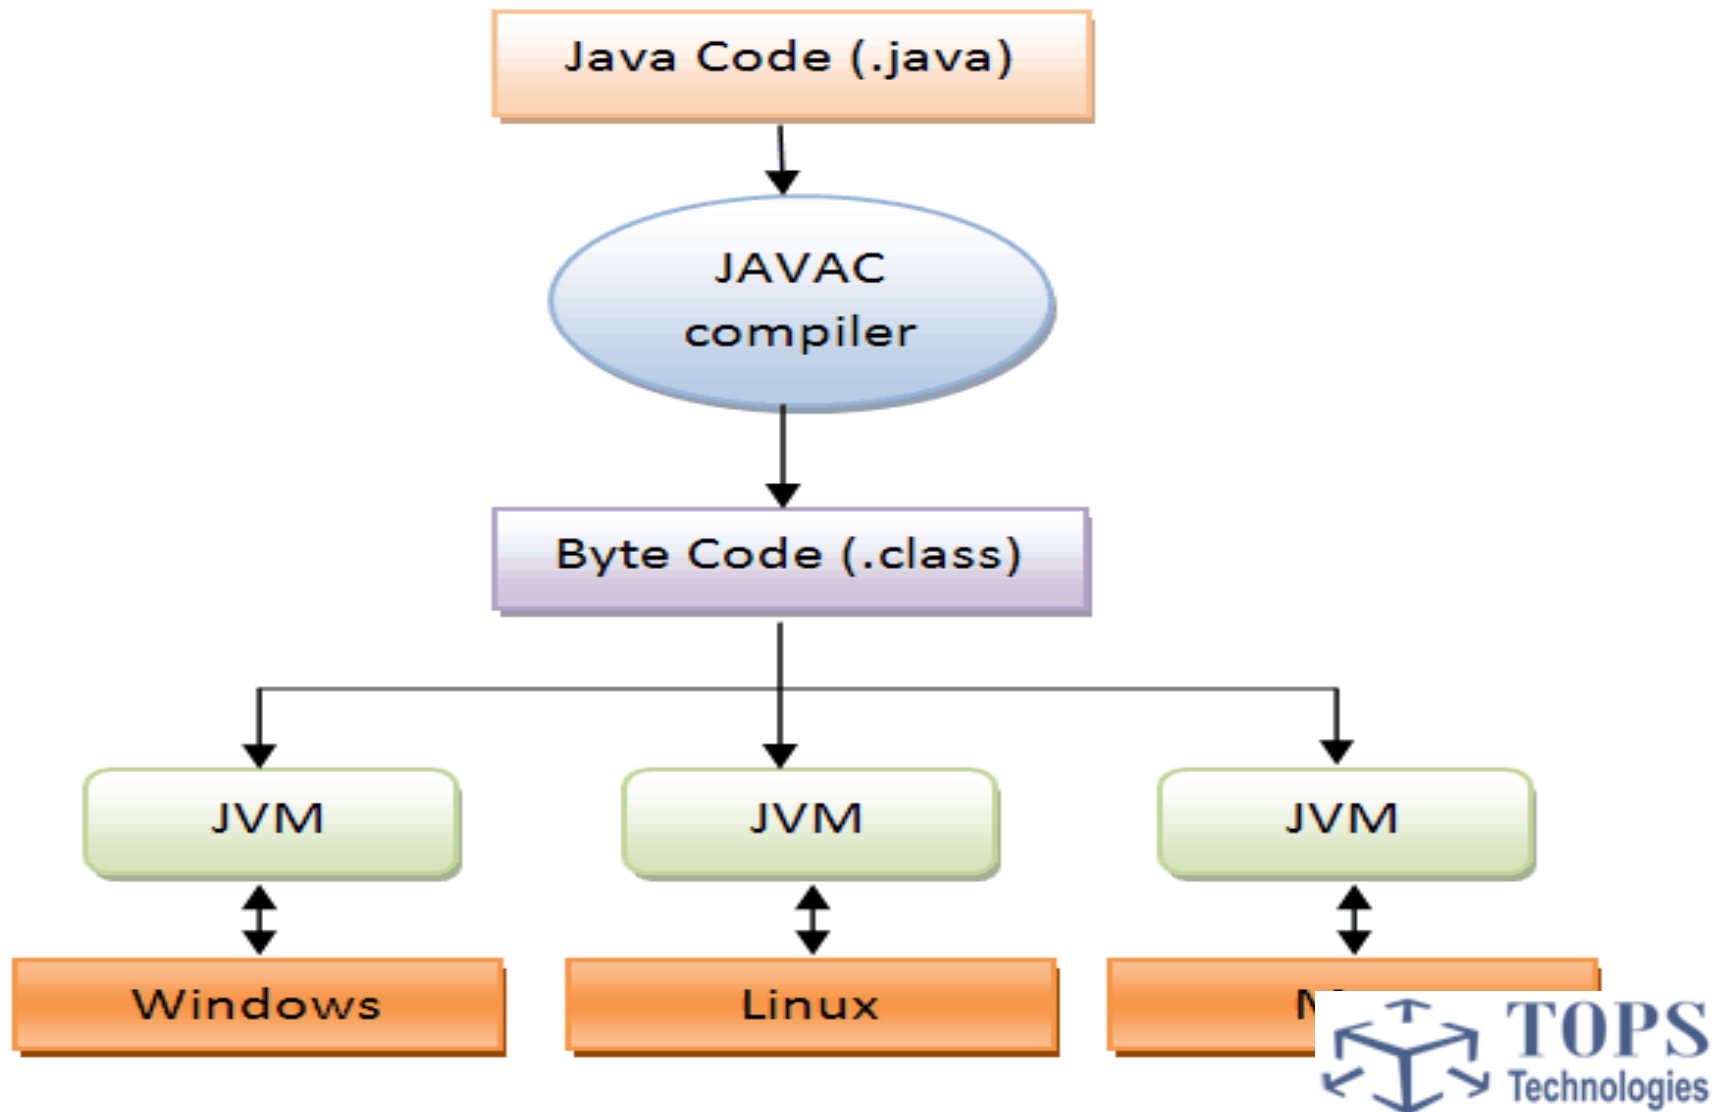 Java Code (.java)
JAVAC
compiler
Byte Code (.class)
JVM
JVM
JVM
Windows
Linux
TOPS
Technologies